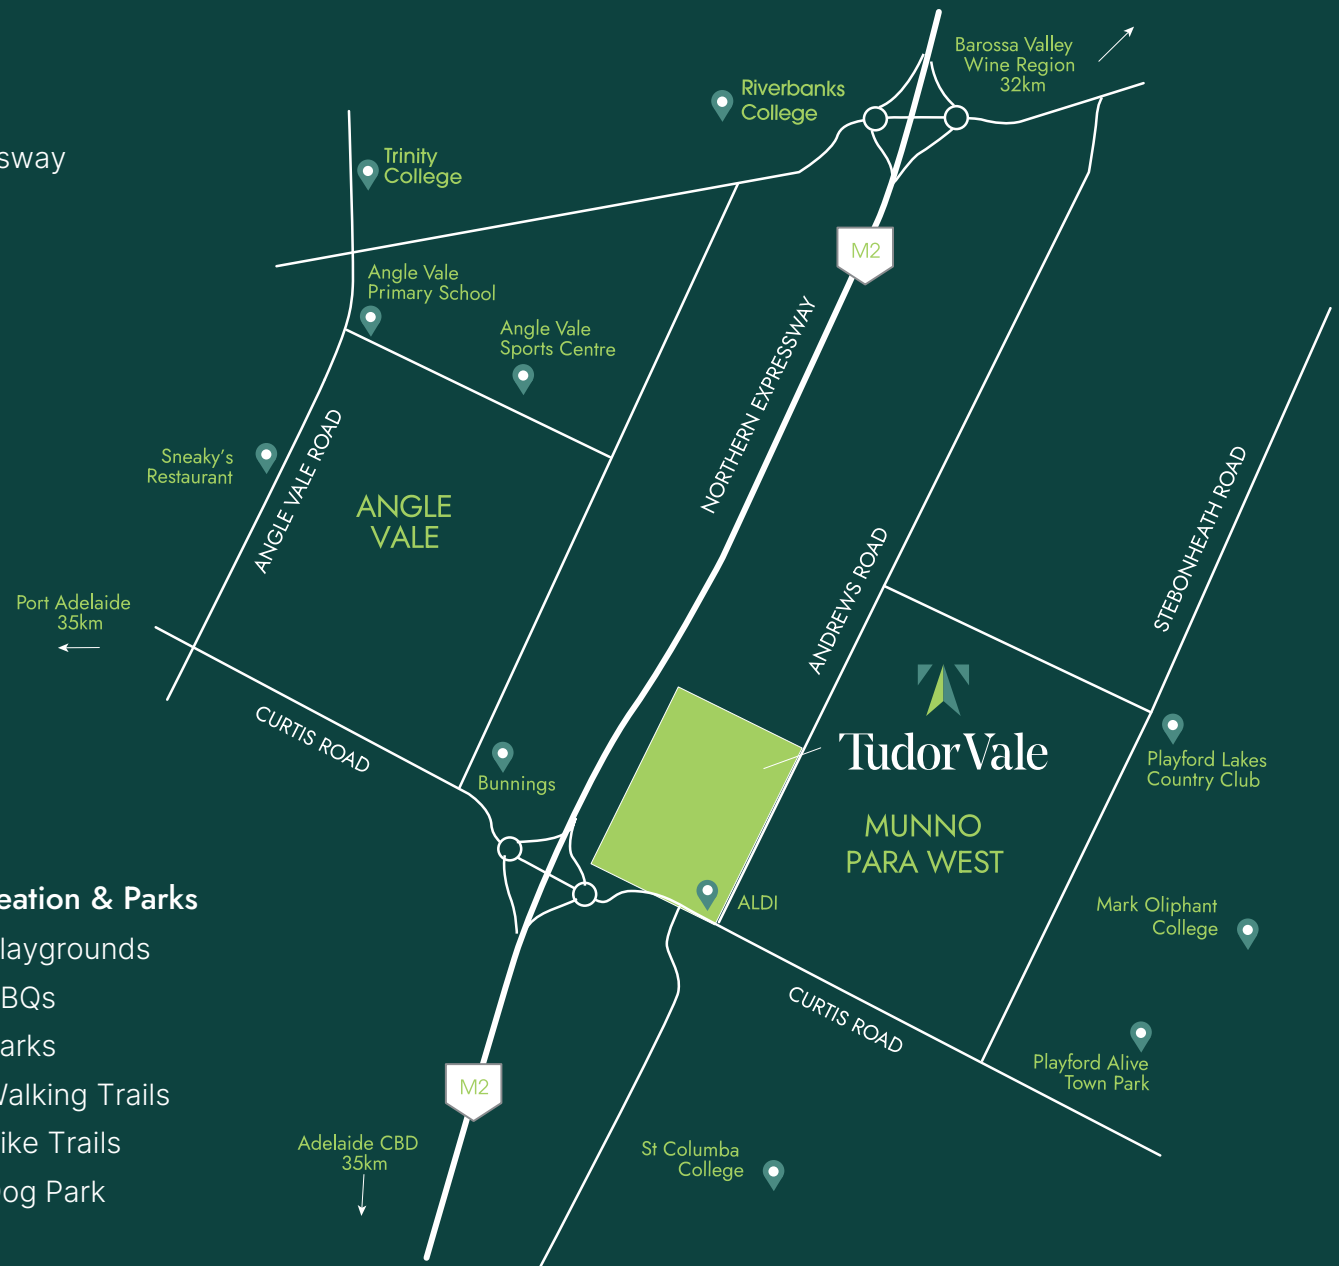 Barossa Valley
Wine Region
32km
Riverbanks
College
sway
Trinity
College
M2
Angle Vale
Primary School
Angle Vale
Sports Centre
NORTHERN EXPRESSWAY
ANGLE VALE ROAD
Sneaky's
Restaurant
STEBONHEATH ROAD
ANGLE
VALE
ANDREWS ROAD
Port Adelaide
35km
CURTIS ROAD
Tudor Vale
Playford Lakes
Country Club
Bunnings
MUNNO
PARA WEST
eation & Parks
ALDI
Mark Oliphant
College
laygrounds
BQs
CURTIS ROAD
arks
Playford Alive
Town Park
M2
Walking Trails
ike Trails
Adelaide CBD
35km
St Columba
College
og Park